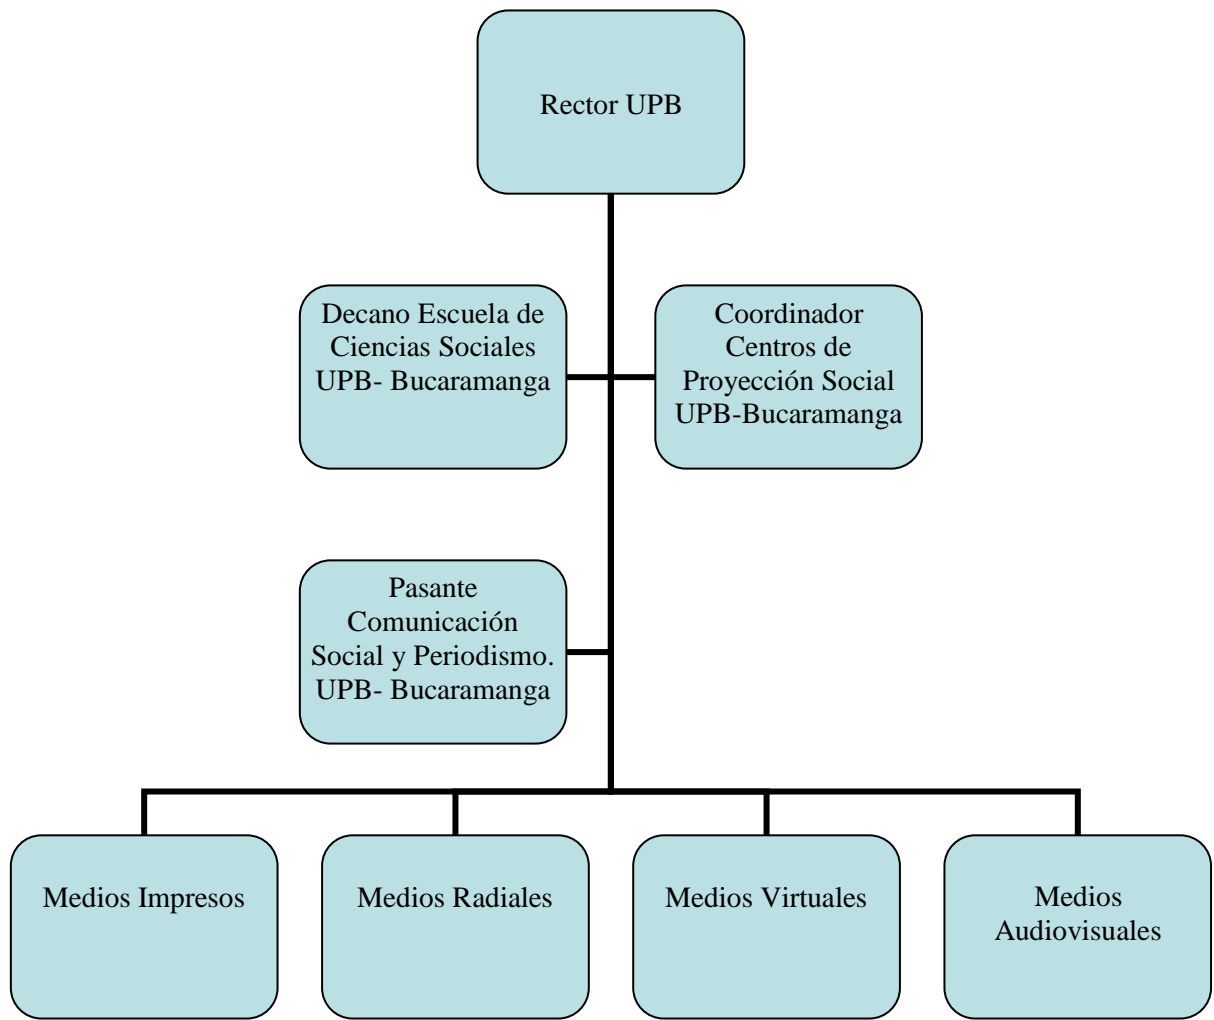 Rector UPB
Decano Escuela de
Ciencias Sociales
UPB- Bucaramanga
Coordinador
Centros de
Proyección Social
UPB-Bucaramanga
Pasante
Comunicación
Social y Periodismo.
UPB- Bucaramanga
Medios Impresos
Medios Radiales
Medios Virtuales
Medios
Audiovisuales